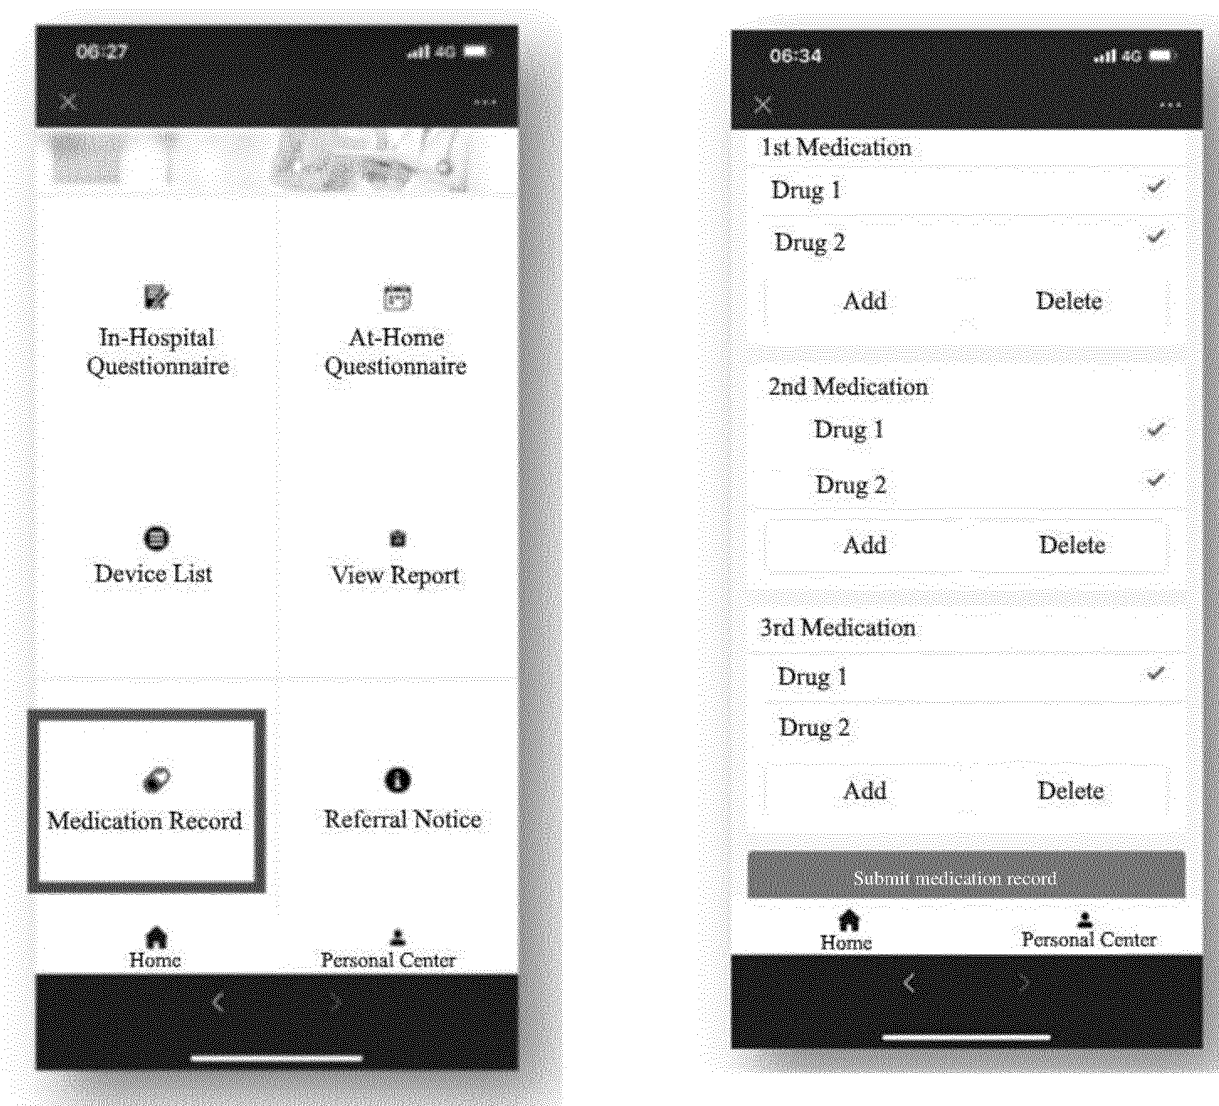 06:27
4G
In-Hospital
Questionnaire
At-Home
Questionnaire
Device List
View Report
Medication Record
Referral Notice
Home
Personal Center
06:34
4G
1st Medication
Drug 1
Drug 2
Add
Delete
2nd Medication
Drug 1
Drug 2
Add
Delete
3rd Medication
Drug 1
Drug 2
Add
Delete
Submit medication record
Home
Personal Center